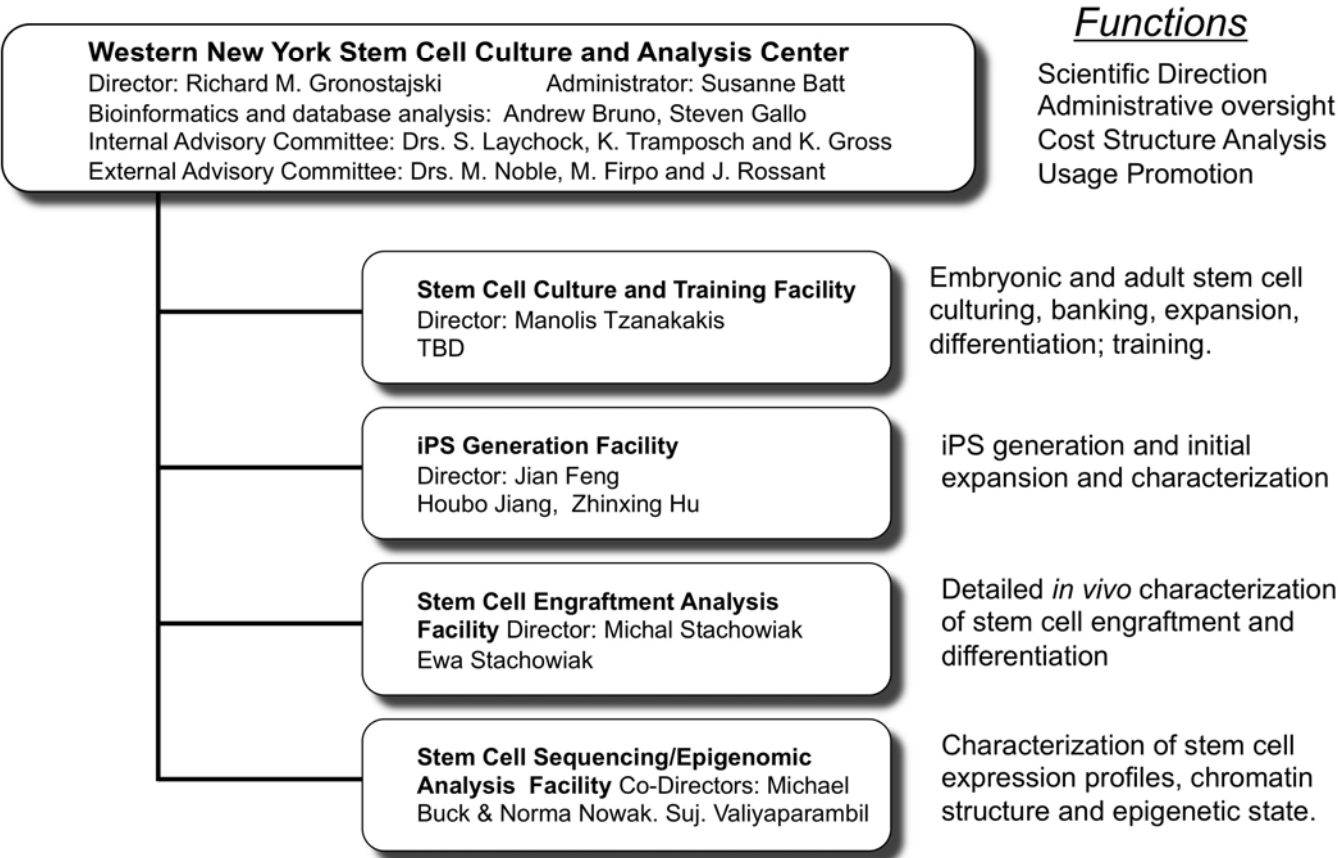 Functions
Western New York Stem Cell Culture and Analysis Center
Director: Richard M. Gronostajski Administrator: Susanne Batt
Bioinformatics and database analysis: Andrew Bruno, Steven Gallo
Internal Advisory Committee: Drs. S. Laychock, K. Tramposch and K. Gross
External Advisory Committee: Drs. M. Noble, M. Firpo and J. Rossant
Scientific Direction
Administrative oversight
Cost Structure Analysis
Usage Promotion
Stem Cell Culture and Training Facility
Director: Manolis Tzanakakis
TBD
Embryonic and adult stem cell
culturing, banking, expansion,
differentiation; training.
iPS Generation Facility
Director: Jian Feng
Houbo Jiang, Zhinxing Hu
iPS generation and initial
expansion and characterization
Stem Cell Engraftment Analysis
Facility Director: Michal Stachowiak
Ewa Stachowiak
Detailed in vivo characterization
of stem cell engraftment and
differentiation
Stem Cell Sequencing/Epigenomic
Analysis Facility Co-Directors: Michael
Buck & Norma Nowak. Suj. Valiyaparambil
Characterization of stem cell
expression profiles, chromatin
structure and epigenetic state.